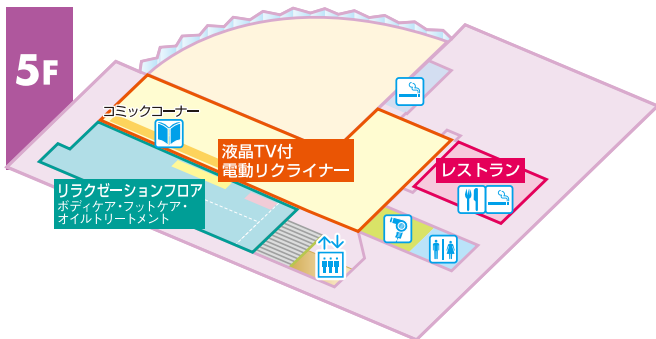 5F
コミックコーナー
液晶TV付
電動リクライナー
レストラン
リラクゼーションフロア
ボディケア・フットケア・
オイルトリートメント